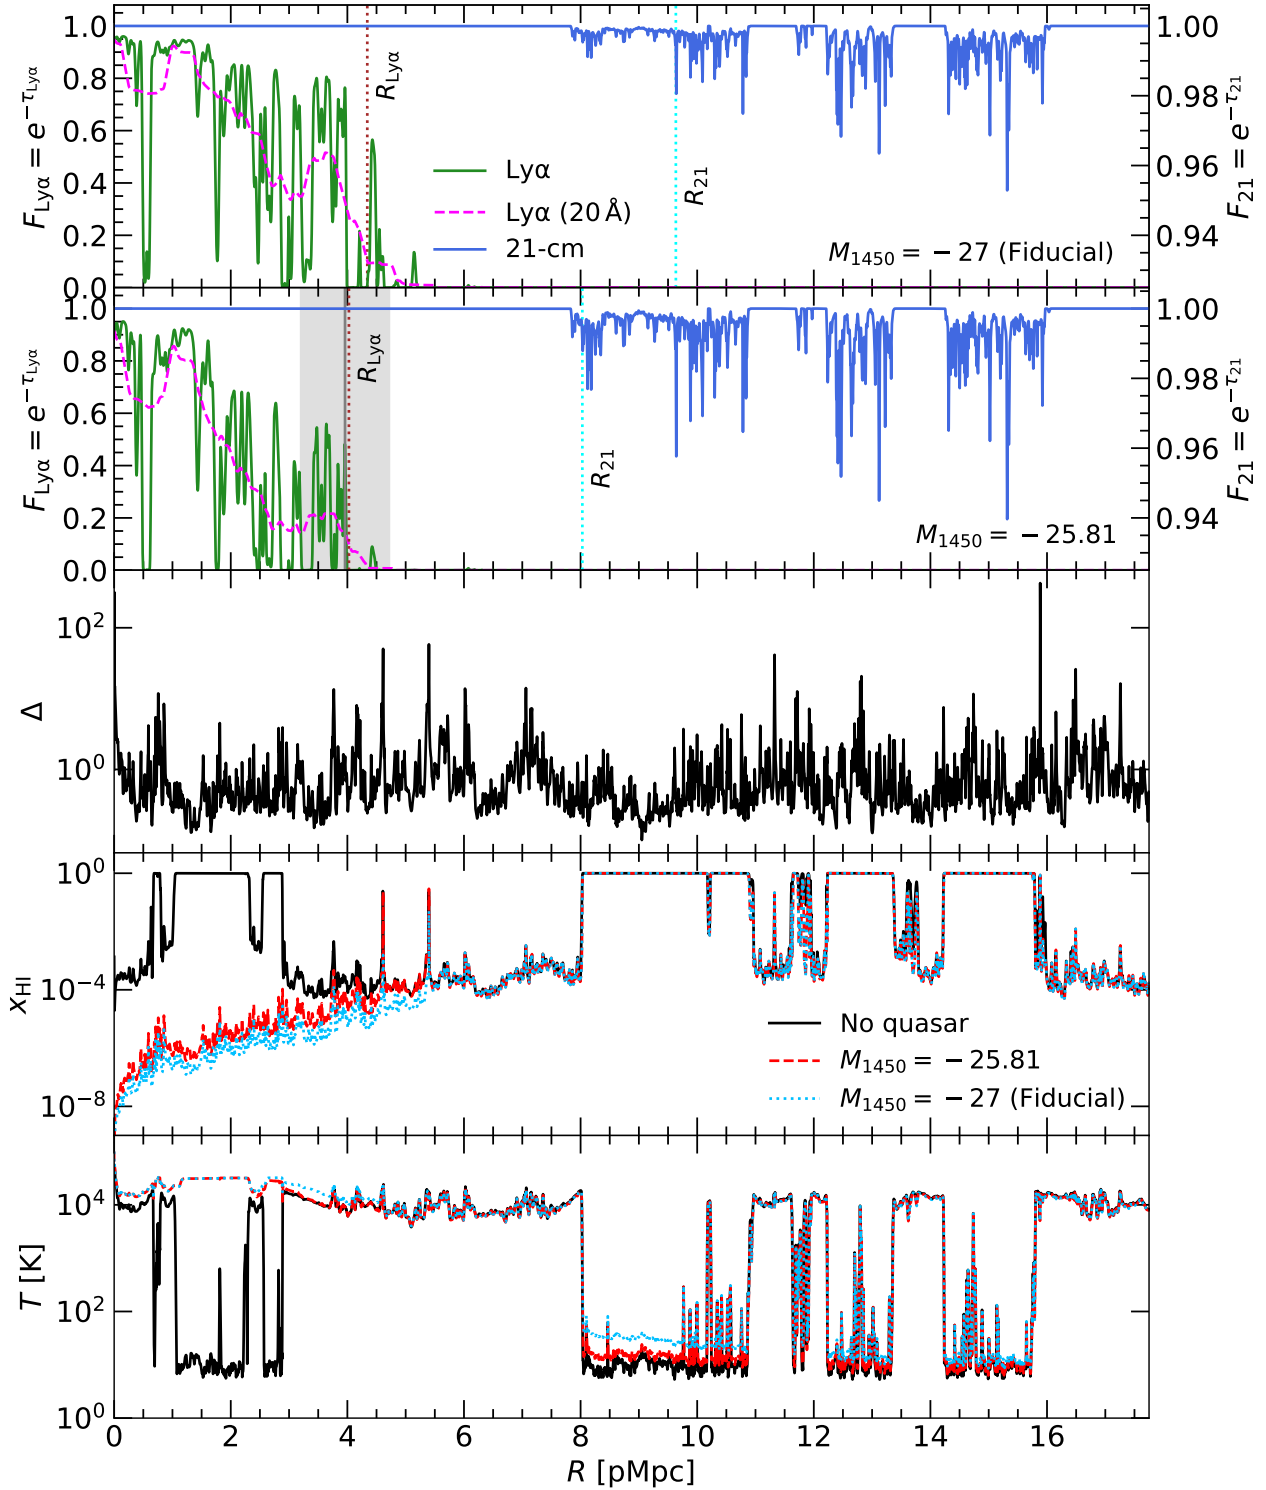 1.0
0.8
0.6
0.4
0.2
0.0
F_Lyα = e^−τ_Lyα
R_Lyα
R_21
Lyα
Lyα (20 Å)
21-cm
M_1450 = −27 (Fiducial)
1.00
0.98
0.96
0.94
F_21 = e^−τ_21
1.0
0.8
0.6
0.4
0.2
0.0
F_Lyα = e^−τ_Lyα
R_Lyα
R_21
M_1450 = −25.81
1.00
0.98
0.96
0.94
F_21 = e^−τ_21
10^2
10^0
Δ
10^0
10^−4
10^−8
x_HI
No quasar
M_1450 = −25.81
M_1450 = −27 (Fiducial)
10^4
10^2
10^0
T [K]
0 2 4 6 8 10 12 14 16
R [pMpc]